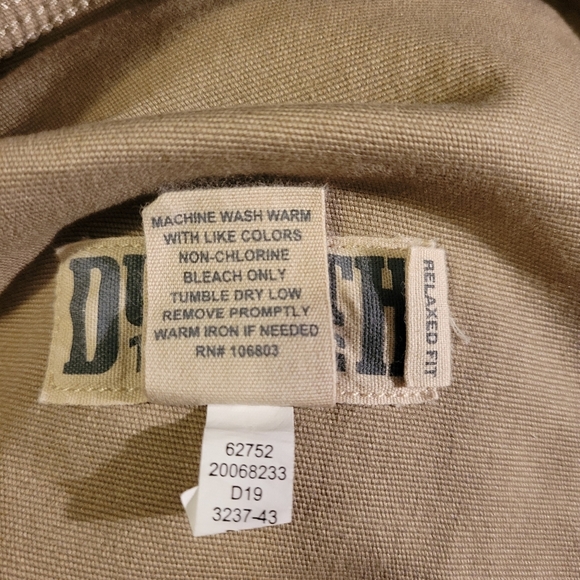 MACHINE WASH WARM
WITH LIKE COLORS
NON-CHLORINE
BLEACH ONLY
TUMBLE DRY LOW
REMOVE PROMPTLY
WARM IRON IF NEEDED
RN# 106803
RELAXED FIT
62752
20068233
D19
3237-43